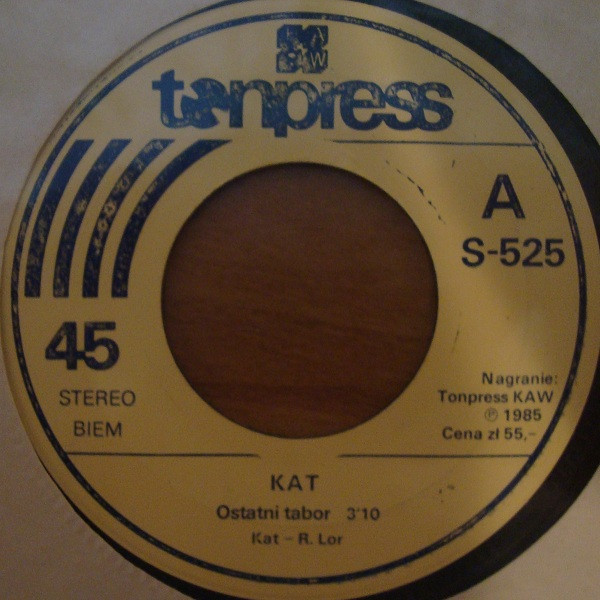 KAW
tonpress
A
S-525
45
STEREO
BIEM
Nagranie:
Tonpress KAW
℗ 1985
Cena zł 55,-
KAT
Ostatni tabor 3'10
Kat – R. Lor